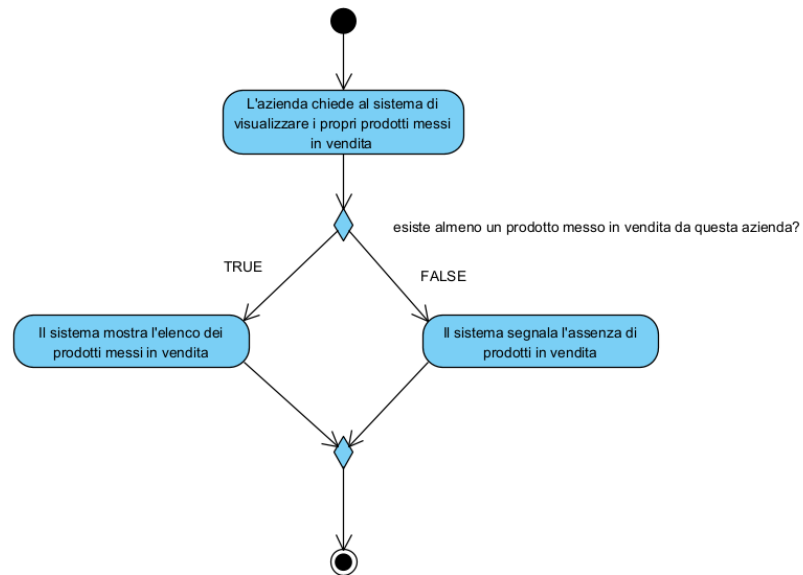 L'azienda chiede al sistema di
visualizzare i propri prodotti messi
in vendita
esiste almeno un prodotto messo in vendita da questa azienda?
TRUE
FALSE
Il sistema mostra l'elenco dei
prodotti messi in vendita
Il sistema segnala l'assenza di
prodotti in vendita